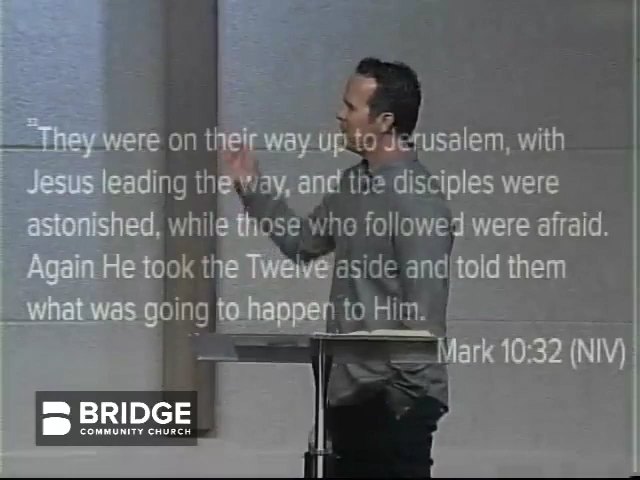 33
They were on their way up to Jerusalem, with
Jesus leading the way, and the disciples were
astonished, while those who followed were afraid.
Again He took the Twelve aside and told them
what was going to happen to Him.
Mark 10:32 (NIV)
BRIDGE
COMMUNITY CHURCH